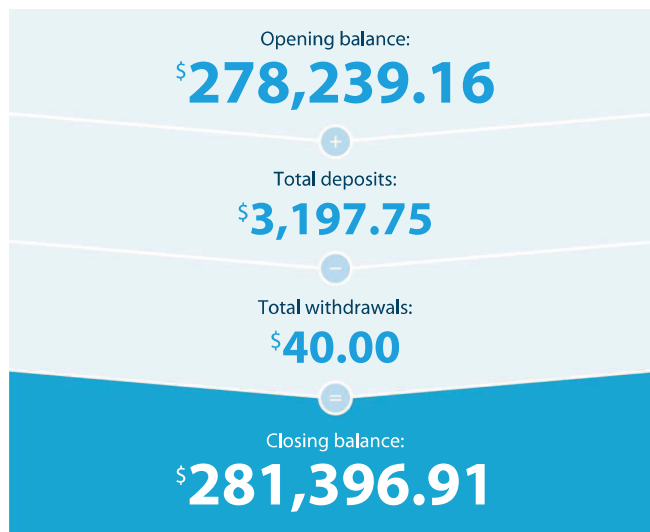 Opening balance:
$278,239.16
+
Total deposits:
$3,197.75
−
Total withdrawals:
$40.00
=
Closing balance:
$281,396.91